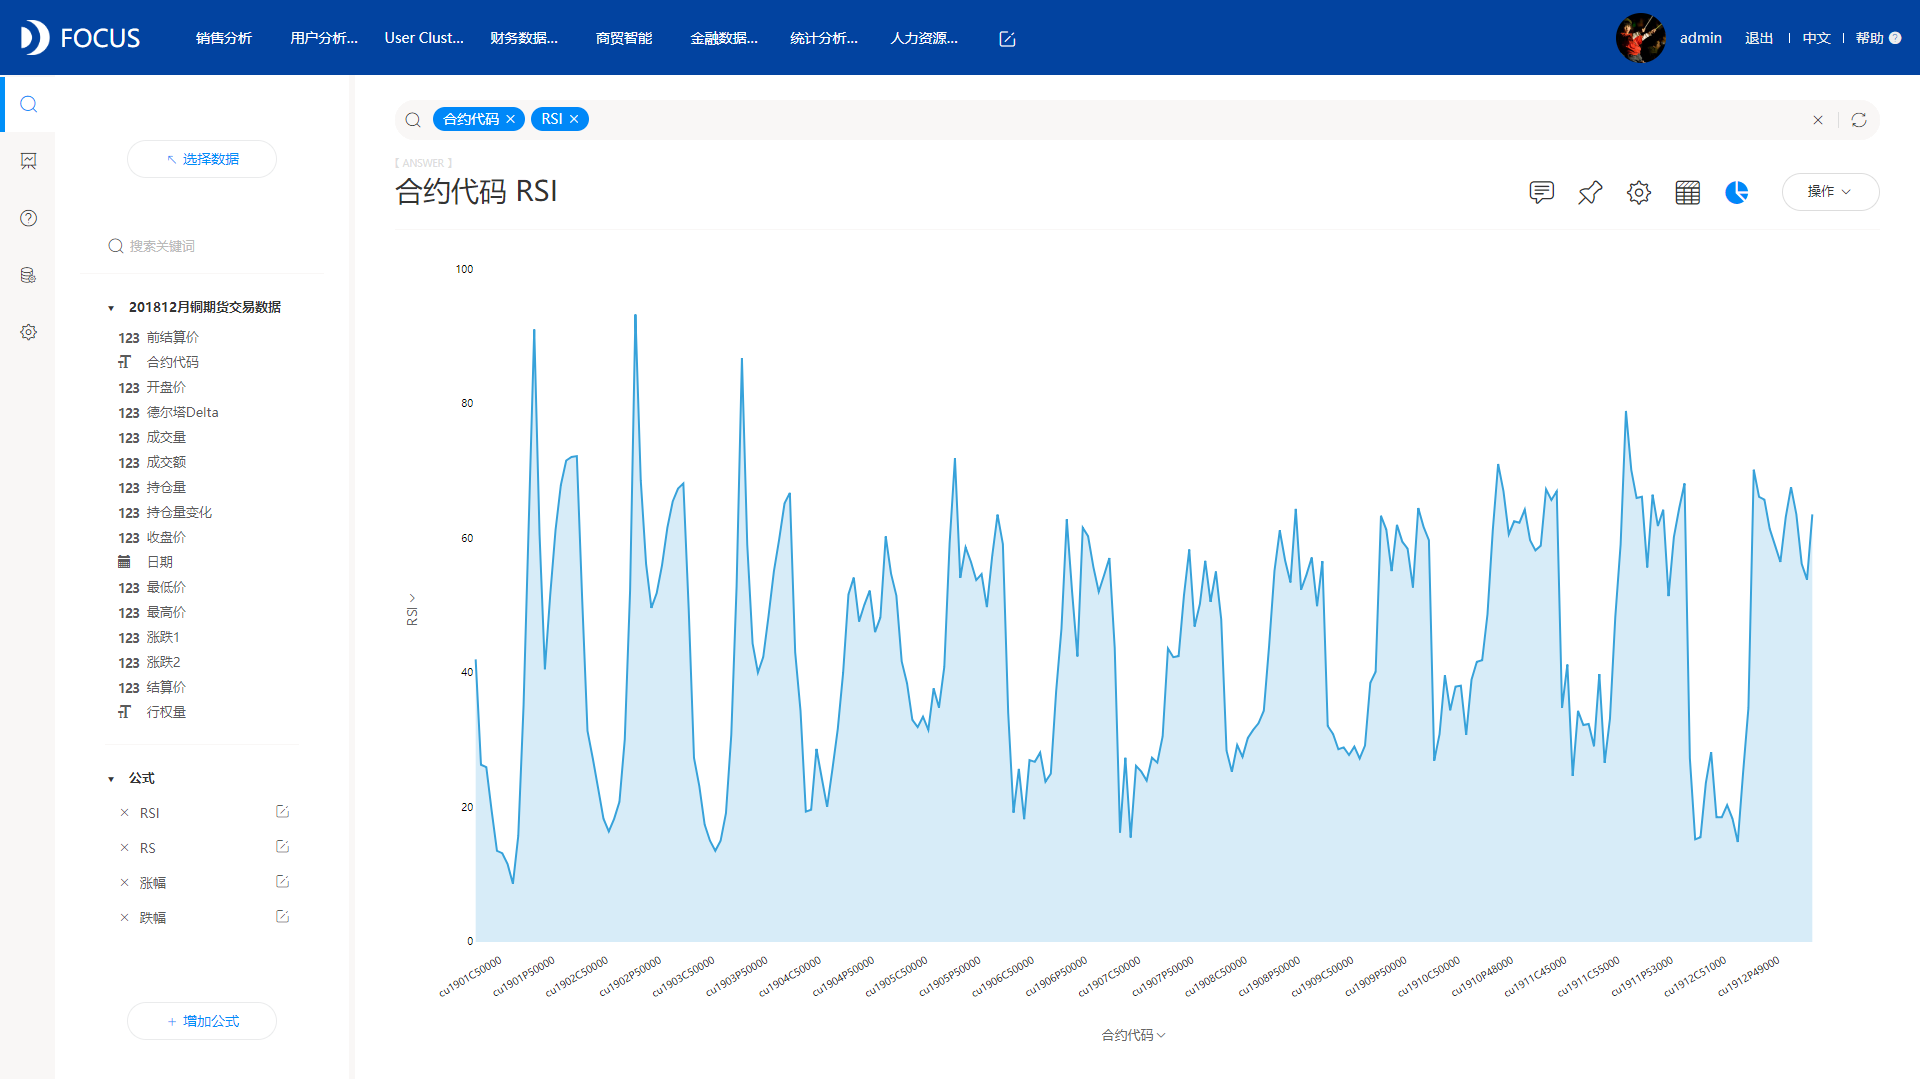 FOCUS 销售分析 用户分析... User Clust... 财务数据... 商贸智能 金融数据... 统计分析... 人力资源... admin 退出 中文 帮助
选择数据
搜索关键词
201812月铜期货交易数据
123 前结算价
合约代码
123 开盘价
123 德尔塔Delta
123 成交量
123 成交额
123 持仓量
123 持仓量变化
123 收盘价
日期
123 最低价
123 最高价
123 涨跌1
123 涨跌2
123 结算价
行权量
公式
RSI
RS
涨幅
跌幅
+ 增加公式
合约代码 × RSI ×
[ ANSWER ]
合约代码 RSI
操作
100
80
60
40
20
0
RSI
cu1901C50000
cu1901P50000
cu1902C50000
cu1902P50000
cu1903C50000
cu1903P50000
cu1904C50000
cu1904P50000
cu1905C50000
cu1905P50000
cu1906C50000
cu1906P50000
cu1907C50000
cu1907P50000
cu1908C50000
cu1908P50000
cu1909C50000
cu1909P50000
cu1910C50000
cu1910P48000
cu1911C45000
cu1911C55000
cu1911P53000
cu1912C51000
cu1912P49000
合约代码